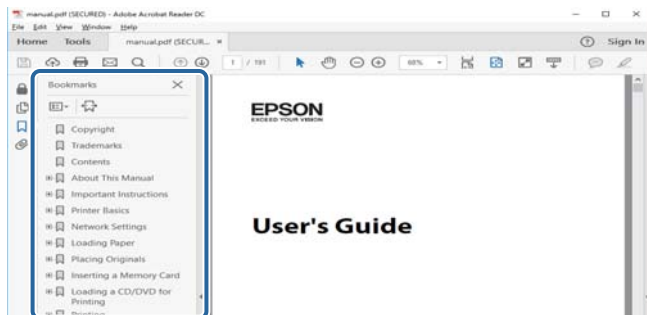 manual.pdf (SECURED) - Adobe Acrobat Reader DC
File Edit View Window Help
Home Tools manual.pdf (SECUR... × Sign In
1 / 191 68%
Bookmarks
Copyright
Trademarks
Contents
About This Manual
Important Instructions
Printer Basics
Network Settings
Loading Paper
Placing Originals
Inserting a Memory Card
Loading a CD/DVD for
Printing
Printing
EPSON
EXCEED YOUR VISION
User's Guide